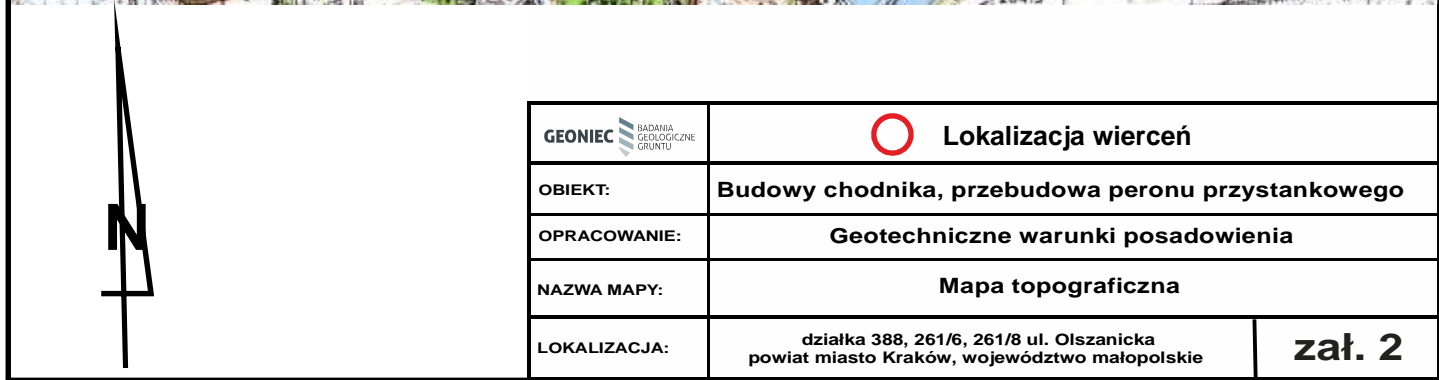 N
GEONIEC BADANIA
GEOLOGICZNE
GRUNTU
Lokalizacja wierceń
OBIEKT: Budowy chodnika, przebudowa peronu przystankowego
OPRACOWANIE: Geotechniczne warunki posadowienia
NAZWA MAPY: Mapa topograficzna
LOKALIZACJA: działka 388, 261/6, 261/8 ul. Olszanicka
powiat miasto Kraków, województwo małopolskie
zał. 2